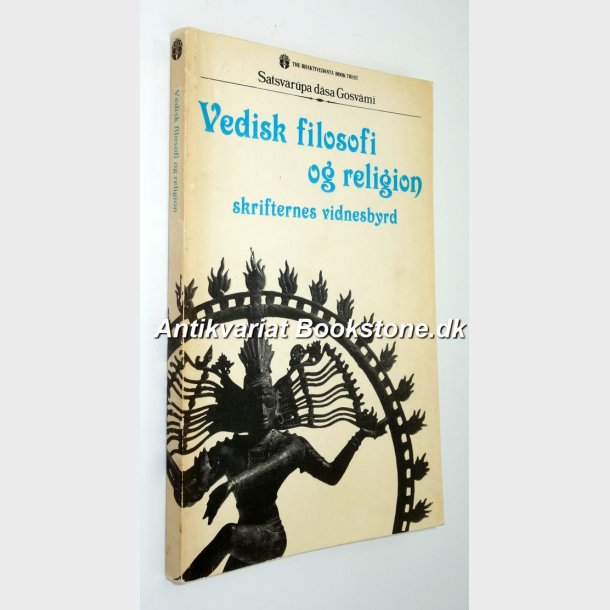 THE BHAKTIVEDANTA BOOK TRUST
Satsvarūpa dāsa Gosvāmī
Vedisk filosofi
og religion
skrifternes vidnesbyrd
Vedisk filosofi og religion
Antikvariat Bookstone.dk